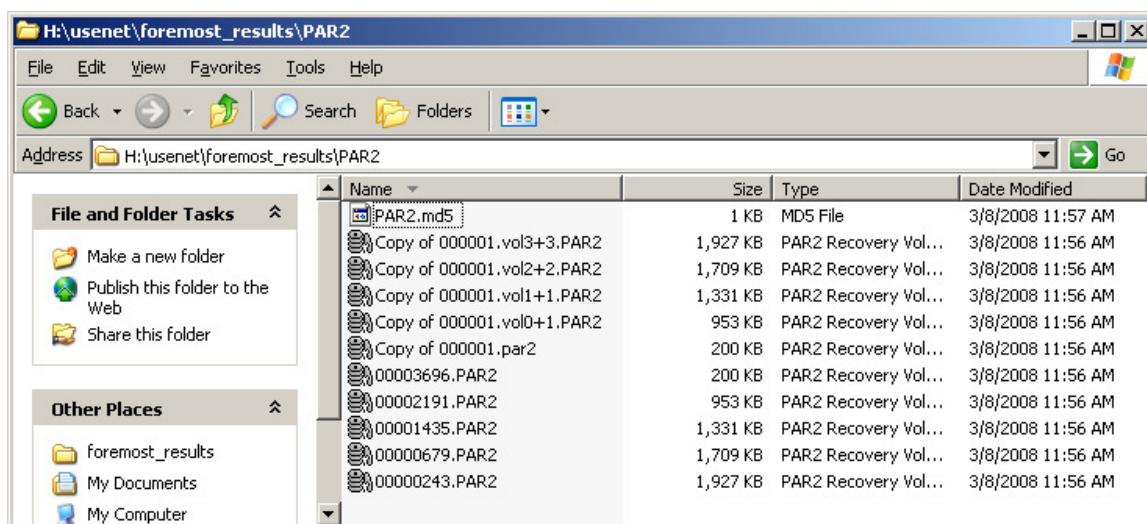 H:\usenet\foremost_results\PAR2
File Edit View Favorites Tools Help
Back Search Folders
Address H:\usenet\foremost_results\PAR2 Go
File and Folder Tasks
Make a new folder
Publish this folder to the
Web
Share this folder
Other Places
foremost_results
My Documents
My Computer
Name Size Type Date Modified
PAR2.md5 1 KB MD5 File 3/8/2008 11:57 AM
Copy of 000001.vol3+3.PAR2 1,927 KB PAR2 Recovery Vol... 3/8/2008 11:56 AM
Copy of 000001.vol2+2.PAR2 1,709 KB PAR2 Recovery Vol... 3/8/2008 11:56 AM
Copy of 000001.vol1+1.PAR2 1,331 KB PAR2 Recovery Vol... 3/8/2008 11:56 AM
Copy of 000001.vol0+1.PAR2 953 KB PAR2 Recovery Vol... 3/8/2008 11:56 AM
Copy of 000001.par2 200 KB PAR2 Recovery Vol... 3/8/2008 11:56 AM
00003696.PAR2 200 KB PAR2 Recovery Vol... 3/8/2008 11:56 AM
00002191.PAR2 953 KB PAR2 Recovery Vol... 3/8/2008 11:56 AM
00001435.PAR2 1,331 KB PAR2 Recovery Vol... 3/8/2008 11:56 AM
00000679.PAR2 1,709 KB PAR2 Recovery Vol... 3/8/2008 11:56 AM
00000243.PAR2 1,927 KB PAR2 Recovery Vol... 3/8/2008 11:56 AM